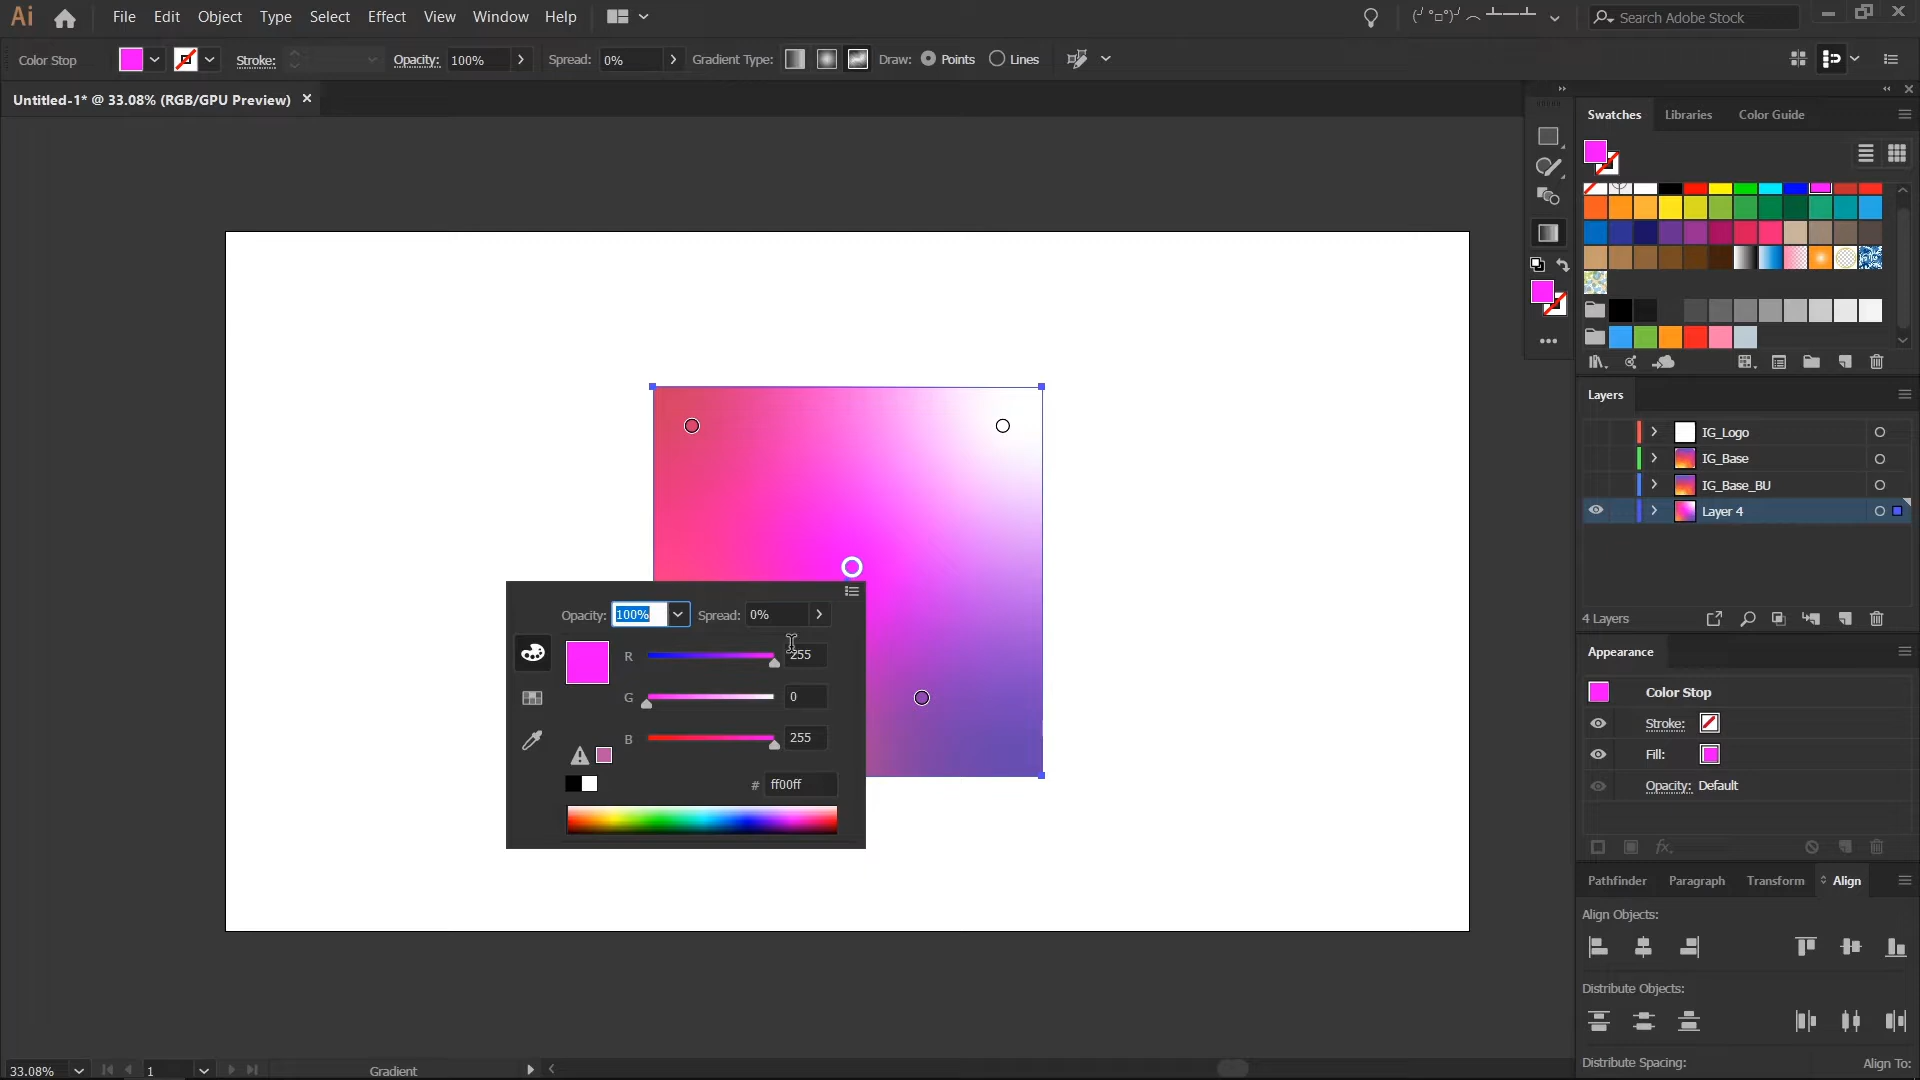 Ai File Edit Object Type Select Effect View Window Help Search Adobe Stock
Color Stop Stroke: Opacity: 100% Spread: 0% Gradient Type: Draw: Points Lines
Untitled-1* @ 33.08% (RGB/GPU Preview)
Swatches Libraries Color Guide
Layers
IG_Logo
IG_Base
IG_Base_BU
Layer 4
4 Layers
Opacity: 100% Spread: 0%
R 255
G 0
B 255
# ff00ff
Appearance
Color Stop
Stroke:
Fill:
Opacity: Default
Pathfinder Paragraph Transform Align
Align Objects:
Distribute Objects:
Distribute Spacing: Align To:
33.08% 1 Gradient